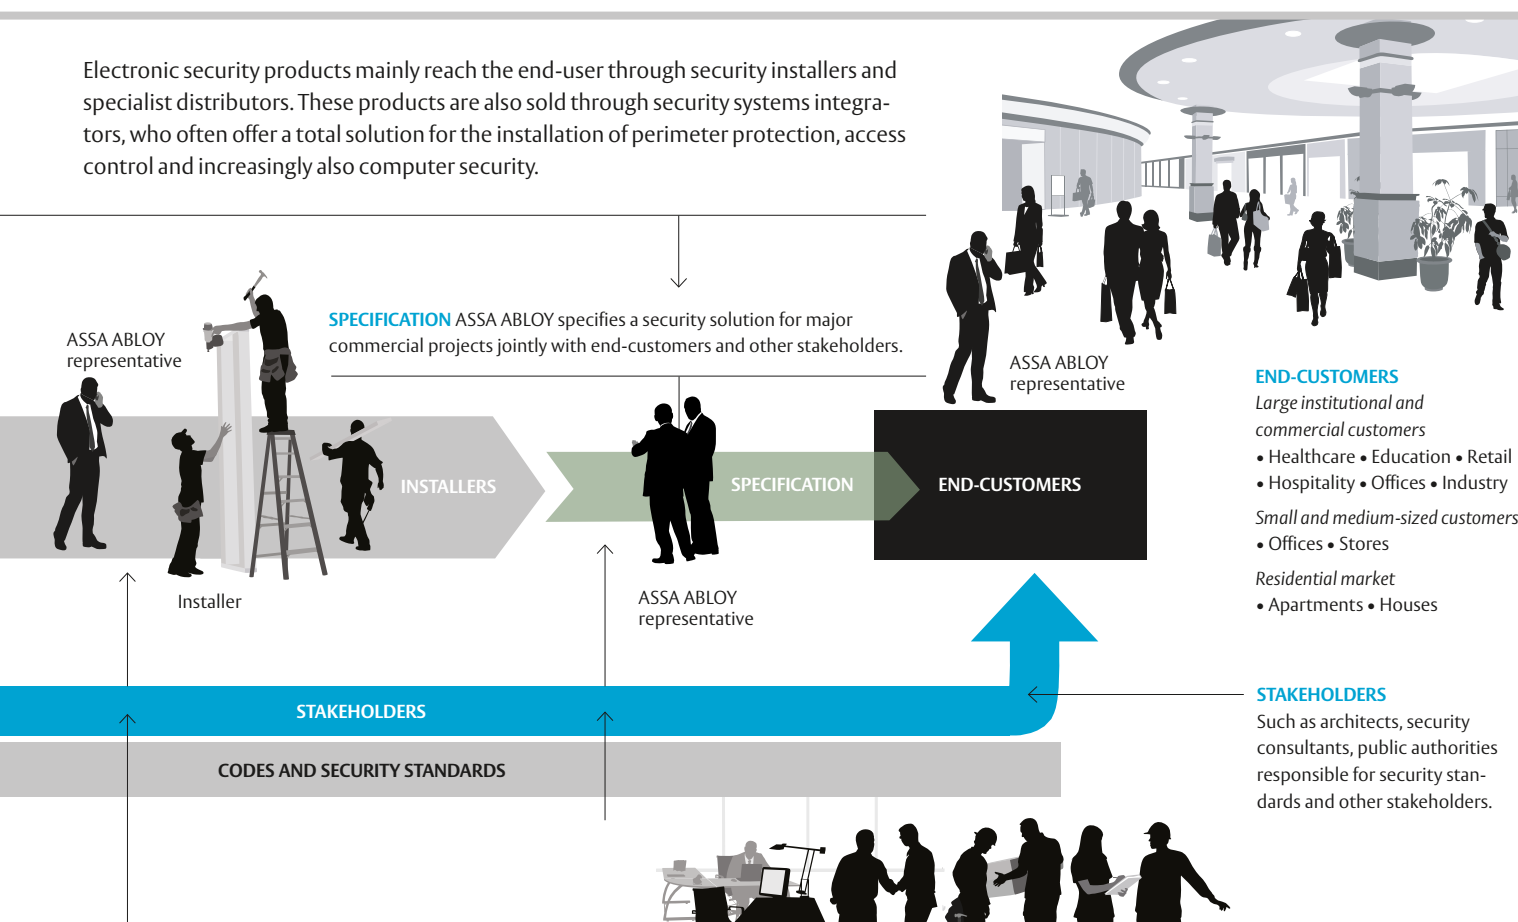 Electronic security products mainly reach the end-user through security installers and
specialist distributors. These products are also sold through security systems integra-
tors, who often offer a total solution for the installation of perimeter protection, access
control and increasingly also computer security.
SPECIFICATION ASSA ABLOY specifies a security solution for major
commercial projects jointly with end-customers and other stakeholders.
ASSA ABLOY
representative
ASSA ABLOY
representative
INSTALLERS
SPECIFICATION
END-CUSTOMERS
Installer
ASSA ABLOY
representative
END-CUSTOMERS
Large institutional and
commercial customers
• Healthcare • Education • Retail
• Hospitality • Offices • Industry
Small and medium-sized customers
• Offices • Stores
Residential market
• Apartments • Houses
STAKEHOLDERS
CODES AND SECURITY STANDARDS
STAKEHOLDERS
Such as architects, security
consultants, public authorities
responsible for security stan-
dards and other stakeholders.